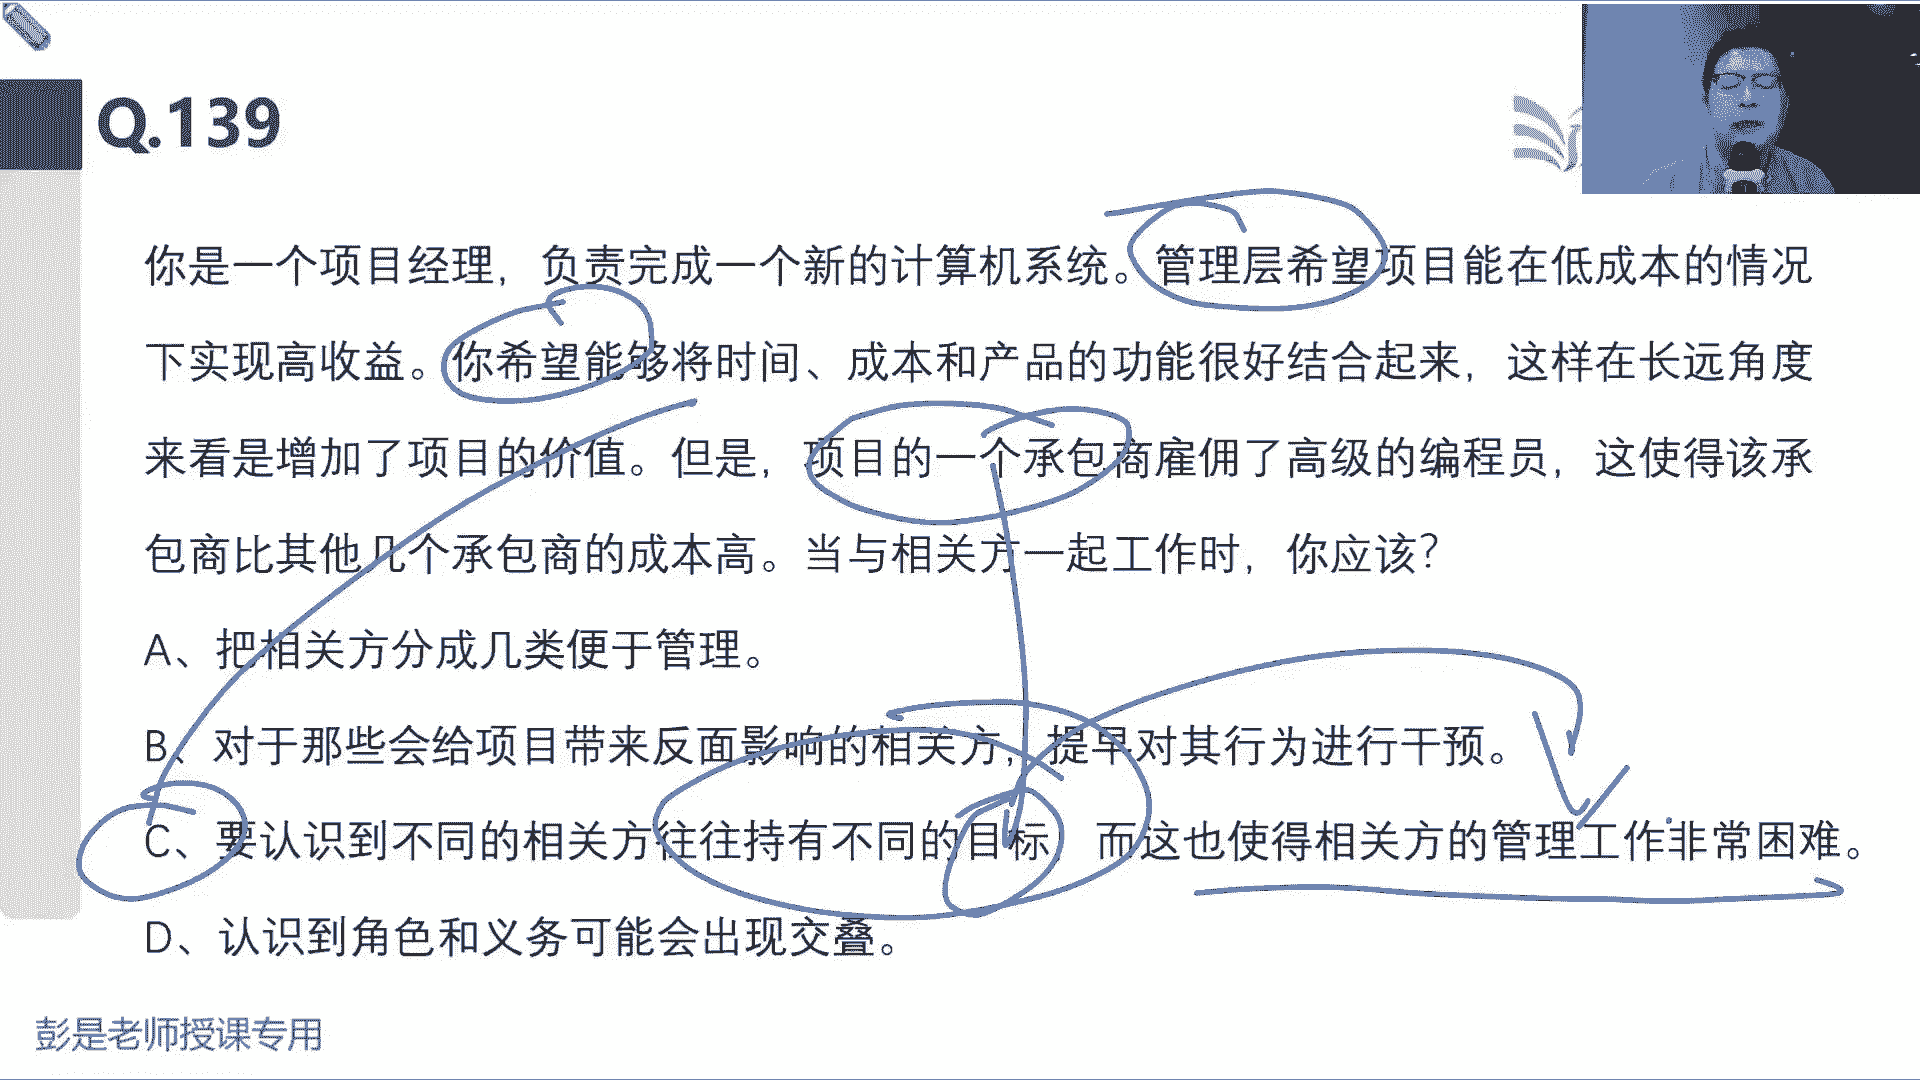 Q.139
你是一个项目经理，负责完成一个新的计算机系统。管理层希望项目能在低成本的情况
下实现高收益。你希望能够将时间、成本和产品的功能很好结合起来，这样在长远角度
来看是增加了项目的价值。但是，项目的一个承包商雇佣了高级的编程员，这使得该承
包商比其他几个承包商的成本高。当与相关方一起工作时，你应该？
A、把相关方分成几类便于管理。
B、对于那些会给项目带来反面影响的相关方，提早对其行为进行干预。
C、要认识到不同的相关方往往持有不同的目标，而这也使得相关方的管理工作非常困难。
D、认识到角色和义务可能会出现交叠。
彭是老师授课专用